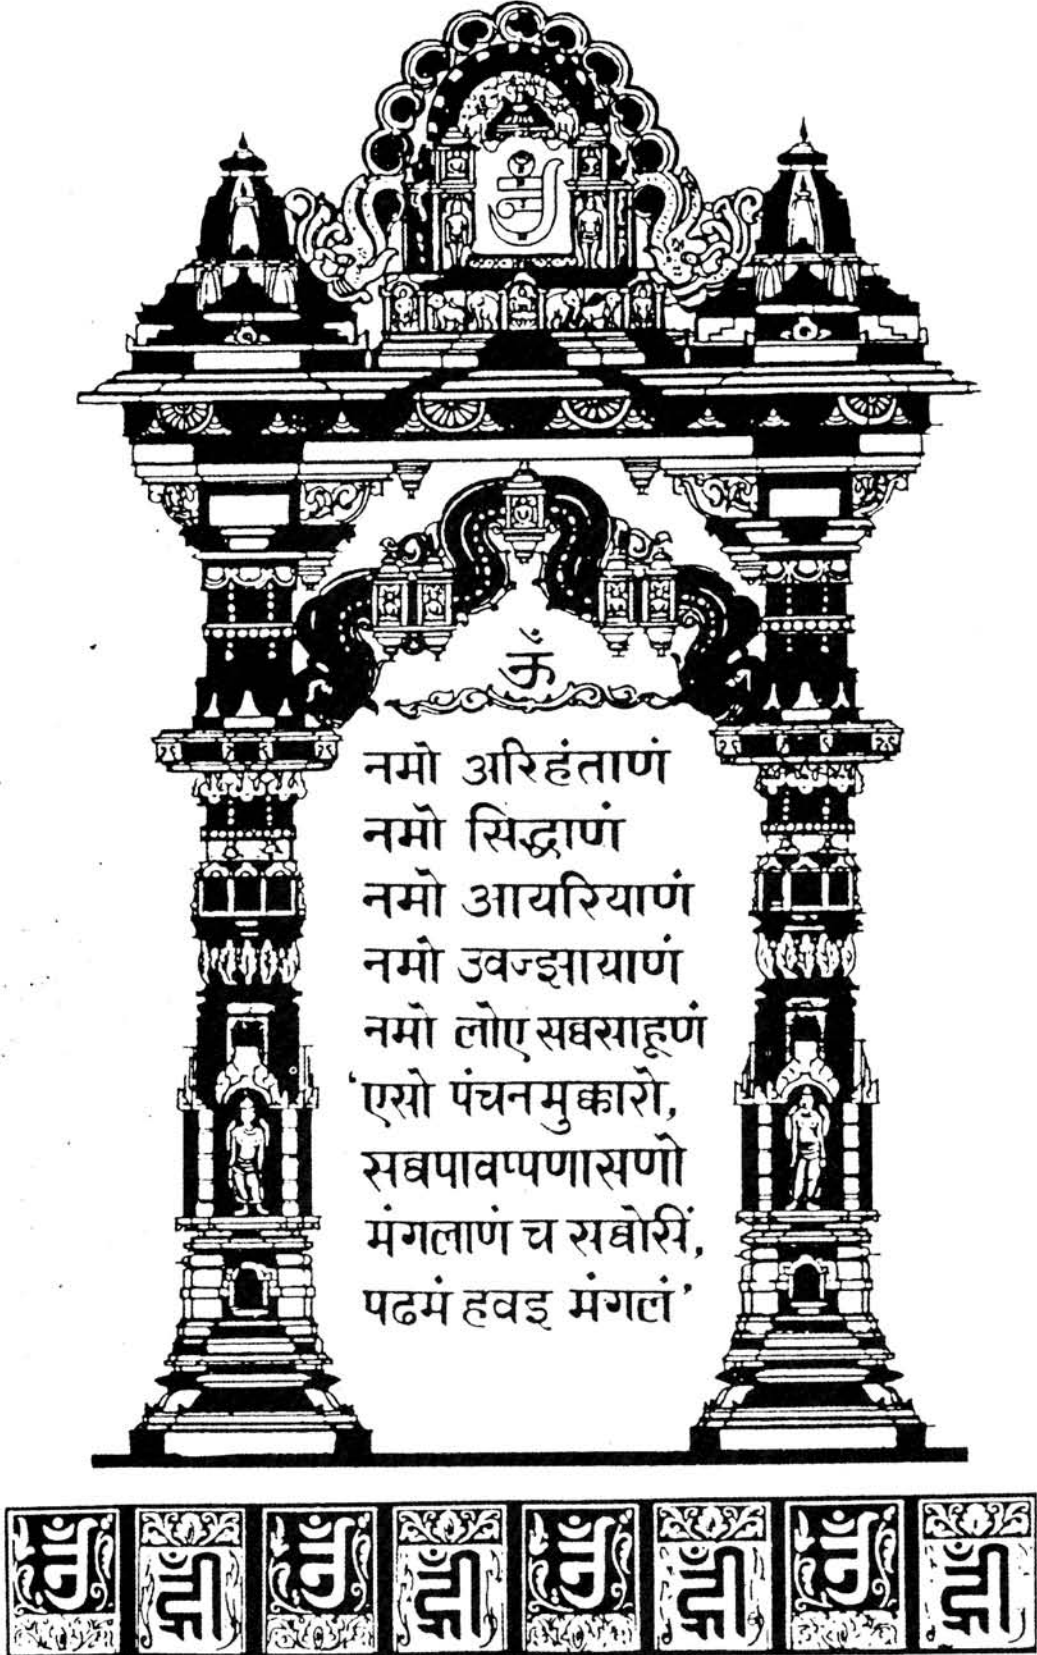 ॐ
नमो अरिहंताणं
नमो सिद्धाणं
नमो आयरियाणं
नमो उवज्झायाणं
नमो लोए सव्वसाहूणं
‘एसो पंचनमुक्कारो,
सव्वपावप्पणासणो
मंगलाणं च सव्वोसिं,
पढमं हवइ मंगलं’